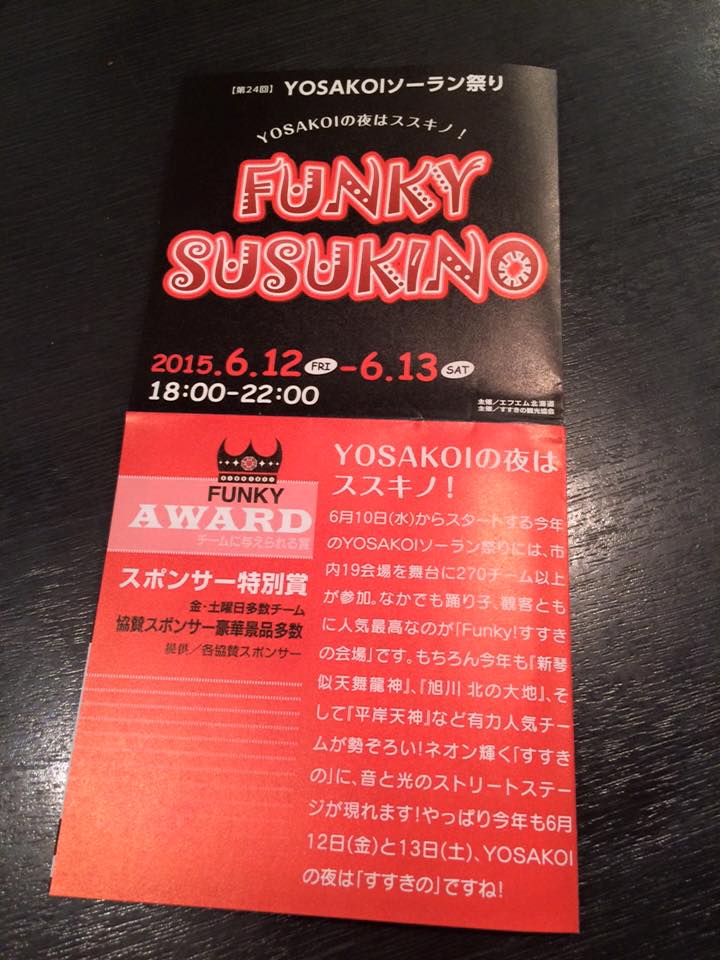 【第24回】 YOSAKOIソーラン祭り
YOSAKOIの夜はススキノ！
FUNKY
SUSUKINO
2015.6.12 FRI -6.13 SAT
18:00-22:00
主催／エフエム北海道
主催／すすきの観光協会
FUNKY
AWARD
チームに与えられる賞
スポンサー特別賞
金・土曜日多数チーム
協賛スポンサー豪華景品多数
提供／各協賛スポンサー
YOSAKOIの夜は
ススキノ！
6月10日(水)からスタートする今年
のYOSAKOIソーラン祭りには、市
内19会場を舞台に270チーム以上
が参加。なかでも踊り子、観客とも
に人気最高なのが「Funky!すすき
の会場」です。もちろん今年も『新琴
似天舞龍神』、『旭川 北の大地』、そ
して『平岸天神』など有力人気チー
ムが勢ぞろい！ネオン輝く「すすき
の」に、音と光のストリートステー
ジが現れます！やっぱり今年も6月
12日(金)と13日(土)、YOSAKOI
の夜は「すすきの」ですね！